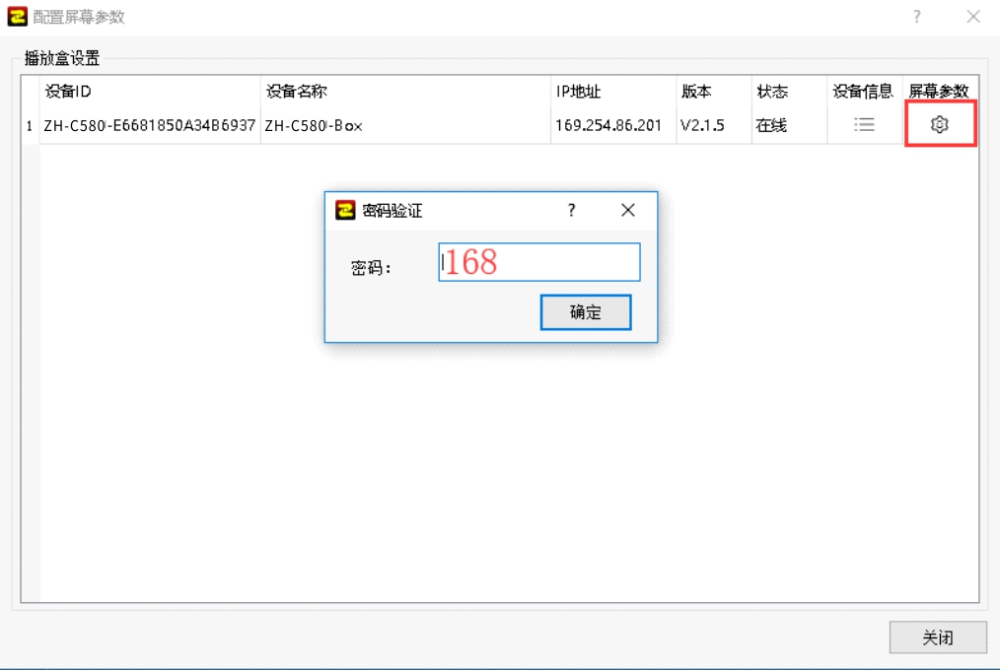 配置屏幕参数
?
播放盒设置
设备ID 设备名称 IP地址 版本 状态 设备信息 屏幕参数
1 ZH-C580-E6681850A34B6937 ZH-C580-Box 169.254.86.201 V2.1.5 在线
密码验证 ?
密码: 168
确定
关闭